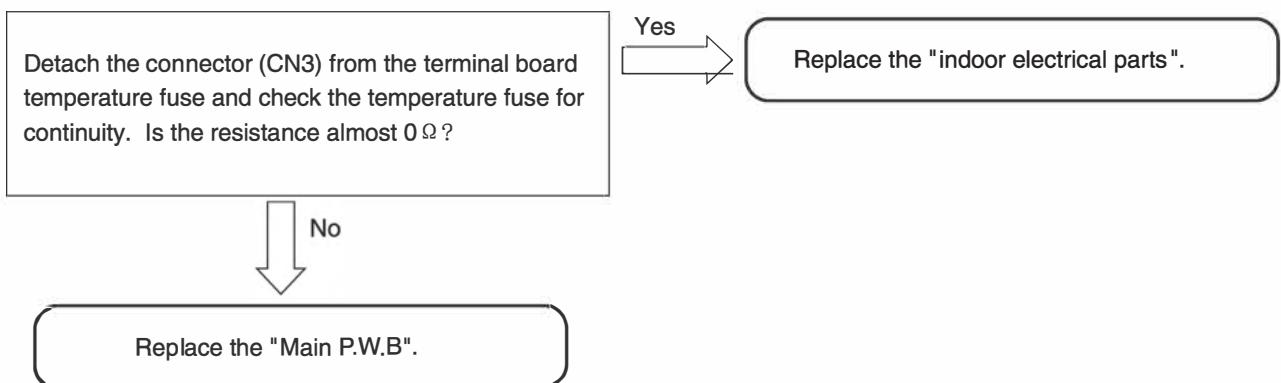 Yes
Detach the connector (CN3) from the terminal board
temperature fuse and check the temperature fuse for
continuity. Is the resistance almost 0 Ω ?
Replace the "indoor electrical parts".
No
Replace the "Main P.W.B".